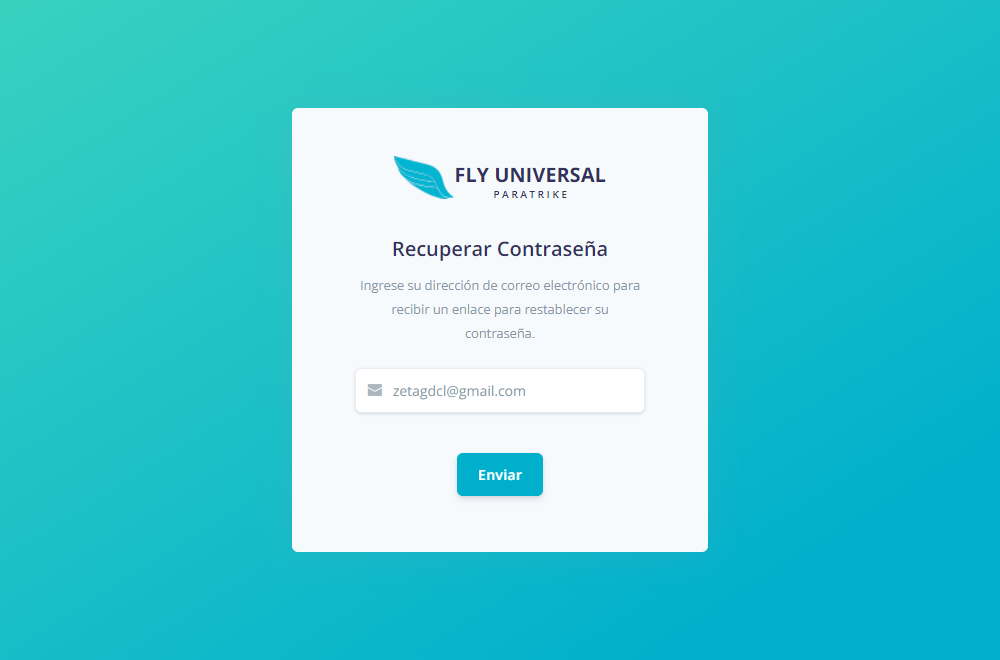 FLY UNIVERSAL
PARATRIKE
Recuperar Contraseña
Ingrese su dirección de correo electrónico para
recibir un enlace para restablecer su
contraseña.
zetagdcl@gmail.com
Enviar